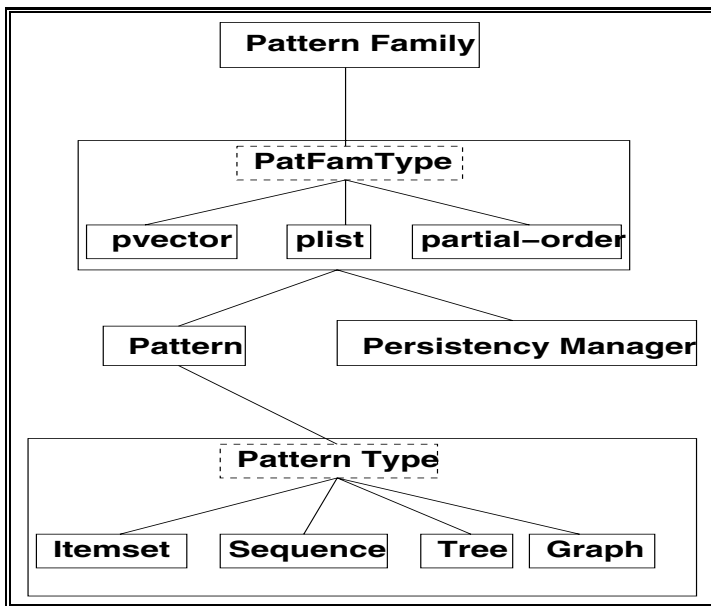 Pattern Family
PatFamType
pvector plist partial−order
Pattern Persistency Manager
Pattern Type
Itemset Sequence Tree Graph